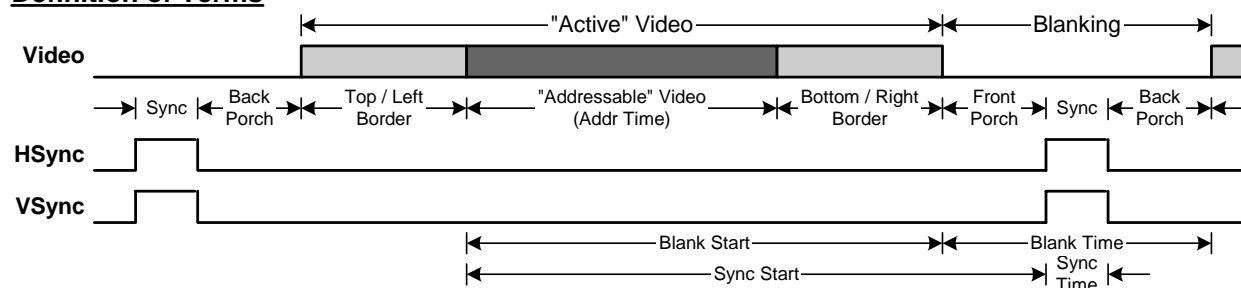 Definition of Terms
"Active" Video Blanking
Video
Sync Back Porch Top / Left Border "Addressable" Video (Addr Time) Bottom / Right Border Front Porch Sync Back Porch
HSync
VSync
Blank Start Blank Time
Sync Start Sync Time